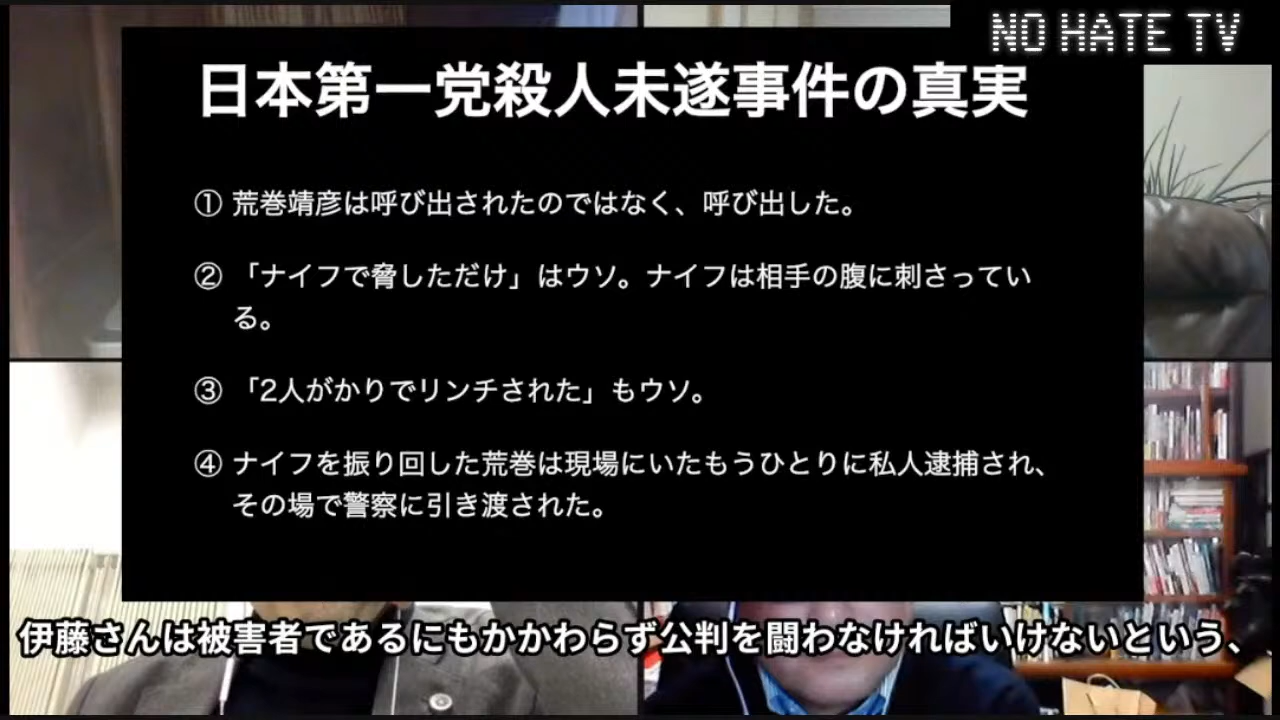 NO HATE TV
日本第一党殺人未遂事件の真実
① 荒巻靖彦は呼び出されたのではなく、呼び出した。
② 「ナイフで脅しただけ」はウソ。ナイフは相手の腹に刺さってい
る。
③ 「2人がかりでリンチされた」もウソ。
④ ナイフを振り回した荒巻は現場にいたもうひとりに私人逮捕され、
その場で警察に引き渡された。
伊藤さんは被害者であるにもかかわらず公判を闘わなければいけないという、